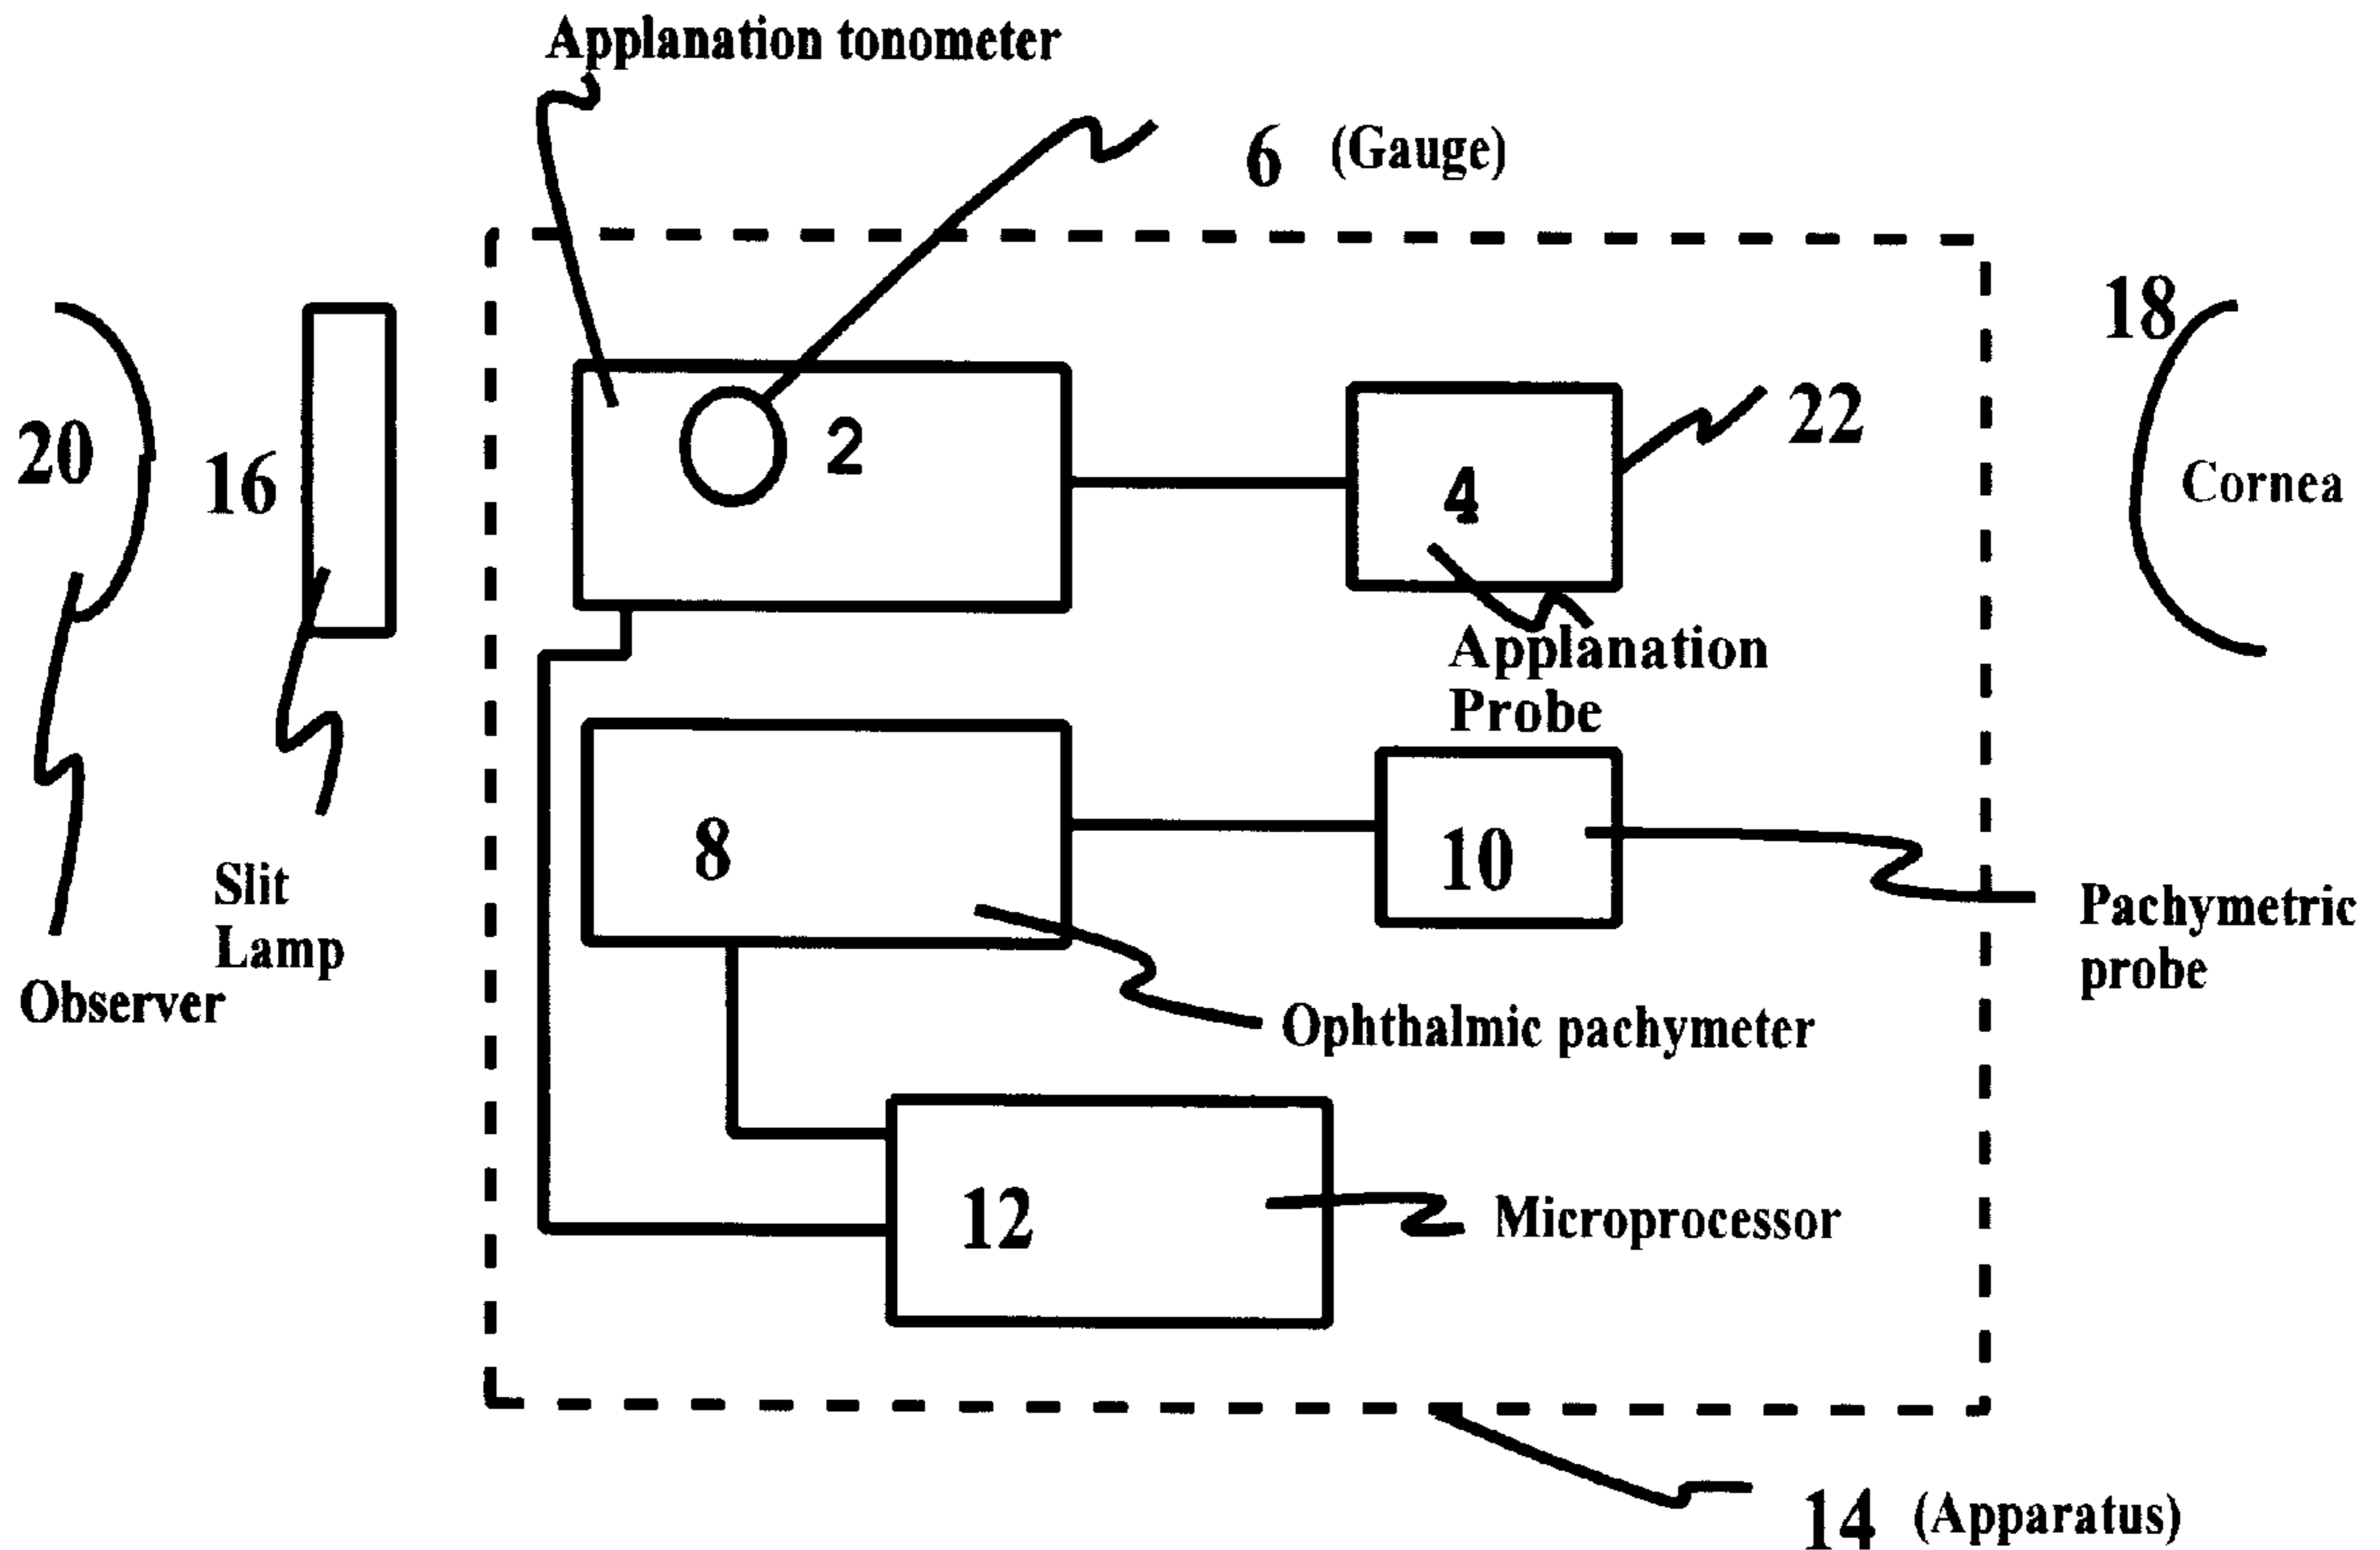 Applanation tonometer
6 (Gauge)
18
22
20
16
2
4
Cornea
Applanation
Probe
8
10
Slit
Lamp
Pachymetric
probe
Observer
Ophthalmic pachymeter
12
Microprocessor
14 (Apparatus)